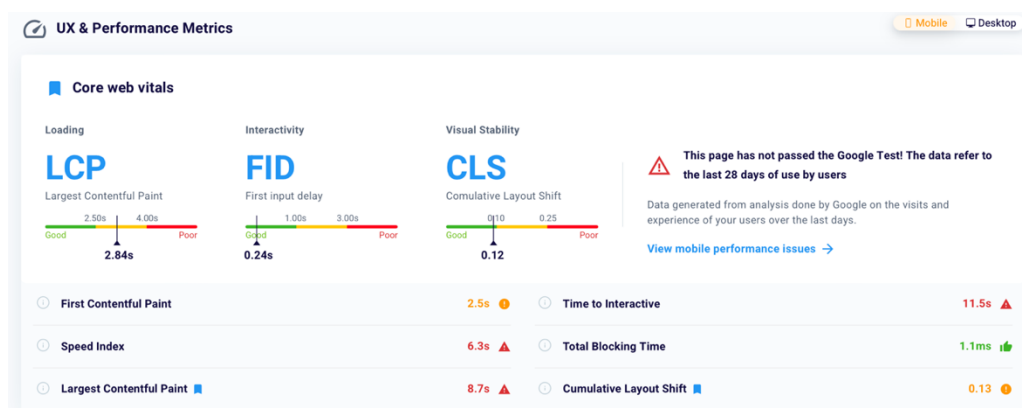 UX & Performance Metrics
Mobile Desktop
Core web vitals
Loading
LCP
Largest Contentful Paint
2.50s 4.00s
Good Poor
2.84s
Interactivity
FID
First input delay
1.00s 3.00s
Good Poor
0.24s
Visual Stability
CLS
Comulative Layout Shift
0.10 0.25
Good Poor
0.12
This page has not passed the Google Test! The data refer to
the last 28 days of use by users
Data generated from analysis done by Google on the visits and
experience of your users over the last days.
View mobile performance issues →
First Contentful Paint 2.5s
Time to Interactive 11.5s
Speed Index 6.3s
Total Blocking Time 1.1ms
Largest Contentful Paint 8.7s
Cumulative Layout Shift 0.13